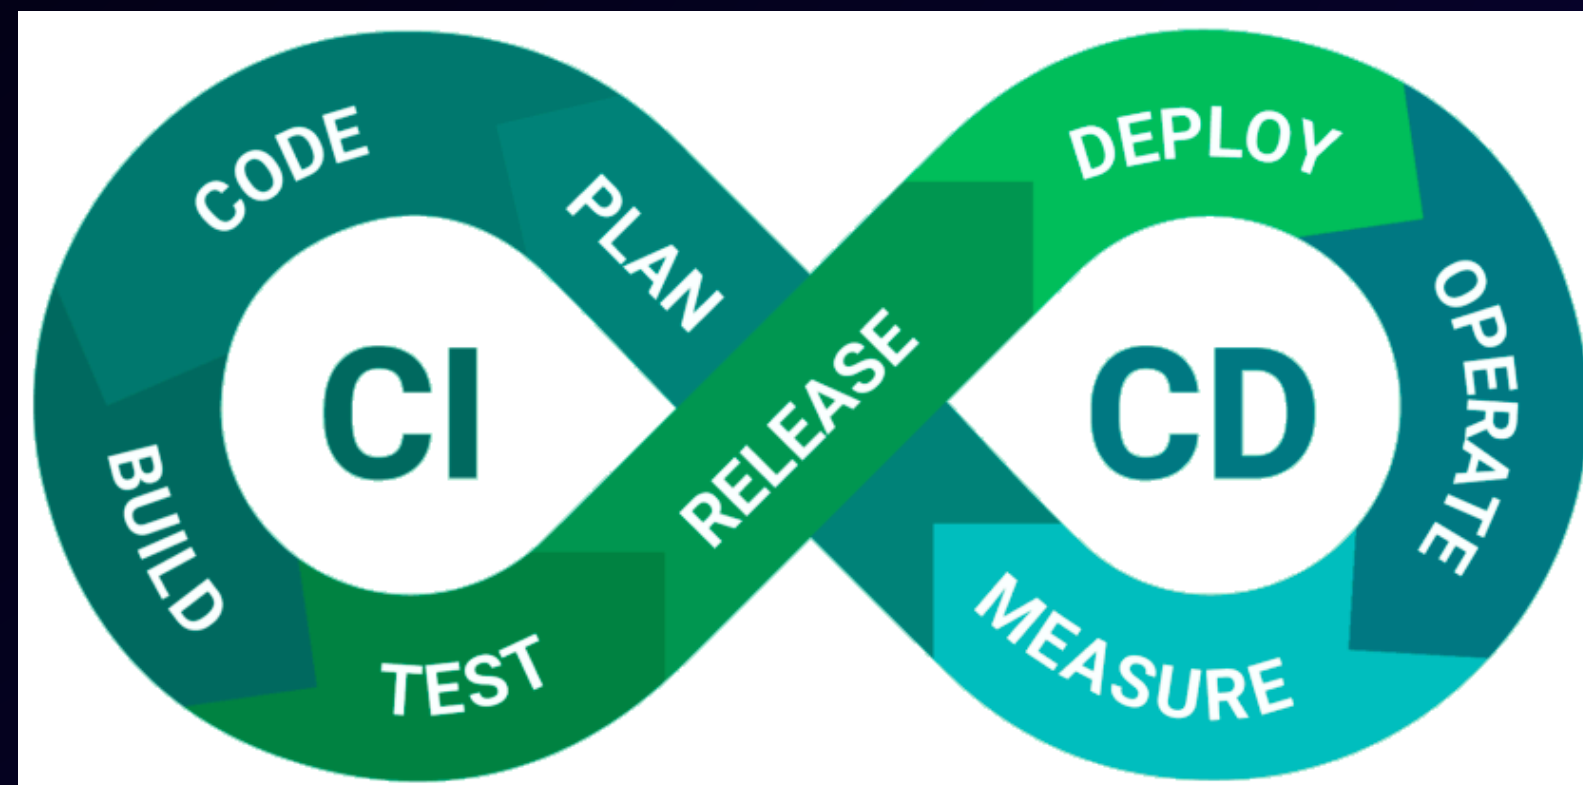 CODE
PLAN
DEPLOY
OPERATE
CI
CD
RELEASE
BUILD
TEST
MEASURE